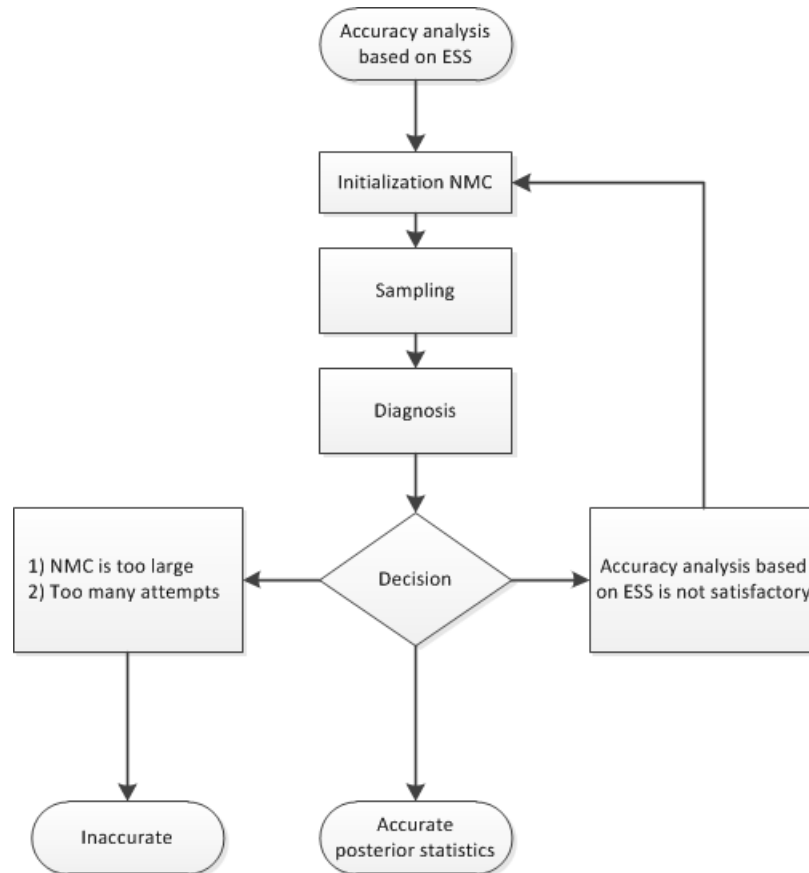 Accuracy analysis
based on ESS
Initialization NMC
Sampling
Diagnosis
1) NMC is too large
2) Too many attempts
Decision
Accuracy analysis based
on ESS is not satisfactory
Inaccurate
Accurate
posterior statistics